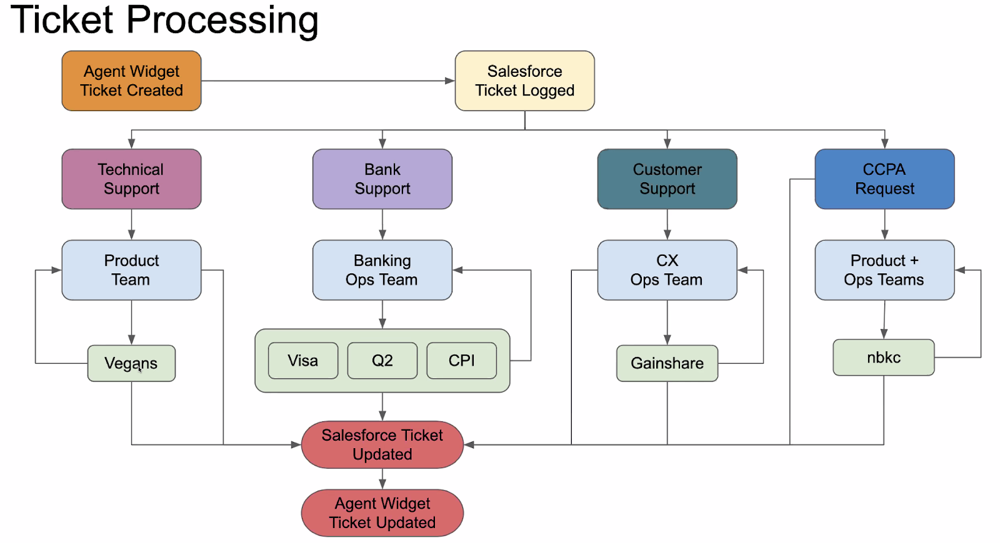 Ticket Processing
Agent Widget
Ticket Created
Salesforce
Ticket Logged
Technical
Support
Bank
Support
Customer
Support
CCPA
Request
Product
Team
Banking
Ops Team
CX
Ops Team
Product +
Ops Teams
Vegans
Visa
Q2
CPI
Gainshare
nbkc
Salesforce Ticket
Updated
Agent Widget
Ticket Updated